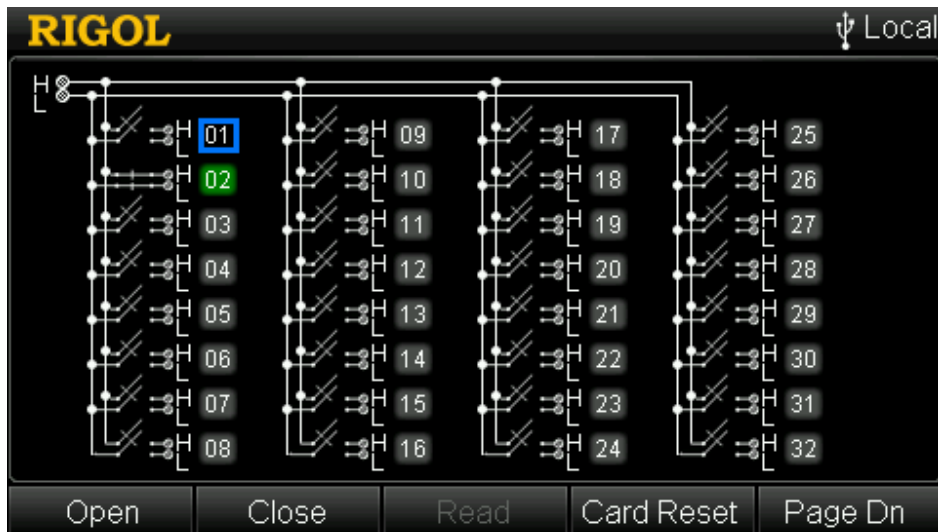 RIGOL Local
H
L
H 01 H 09 H 17 H 25
L L L L
H 02 H 10 H 18 H 26
L L L L
H 03 H 11 H 19 H 27
L L L L
H 04 H 12 H 20 H 28
L L L L
H 05 H 13 H 21 H 29
L L L L
H 06 H 14 H 22 H 30
L L L L
H 07 H 15 H 23 H 31
L L L L
H 08 H 16 H 24 H 32
L L L L
Open Close Read Card Reset Page Dn